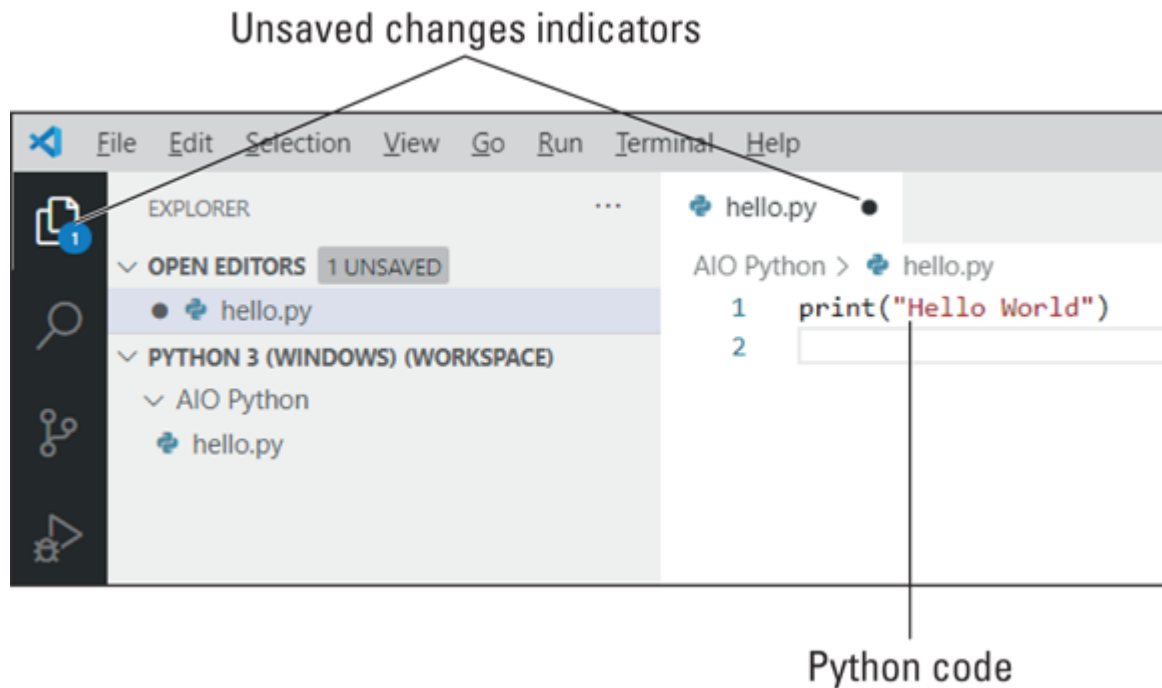 Unsaved changes indicators
File Edit Selection View Go Run Terminal Help
1
EXPLORER ...
OPEN EDITORS 1 UNSAVED
hello.py
PYTHON 3 (WINDOWS) (WORKSPACE)
AIO Python
hello.py
hello.py
AIO Python > hello.py
1 print("Hello World")
2
Python code